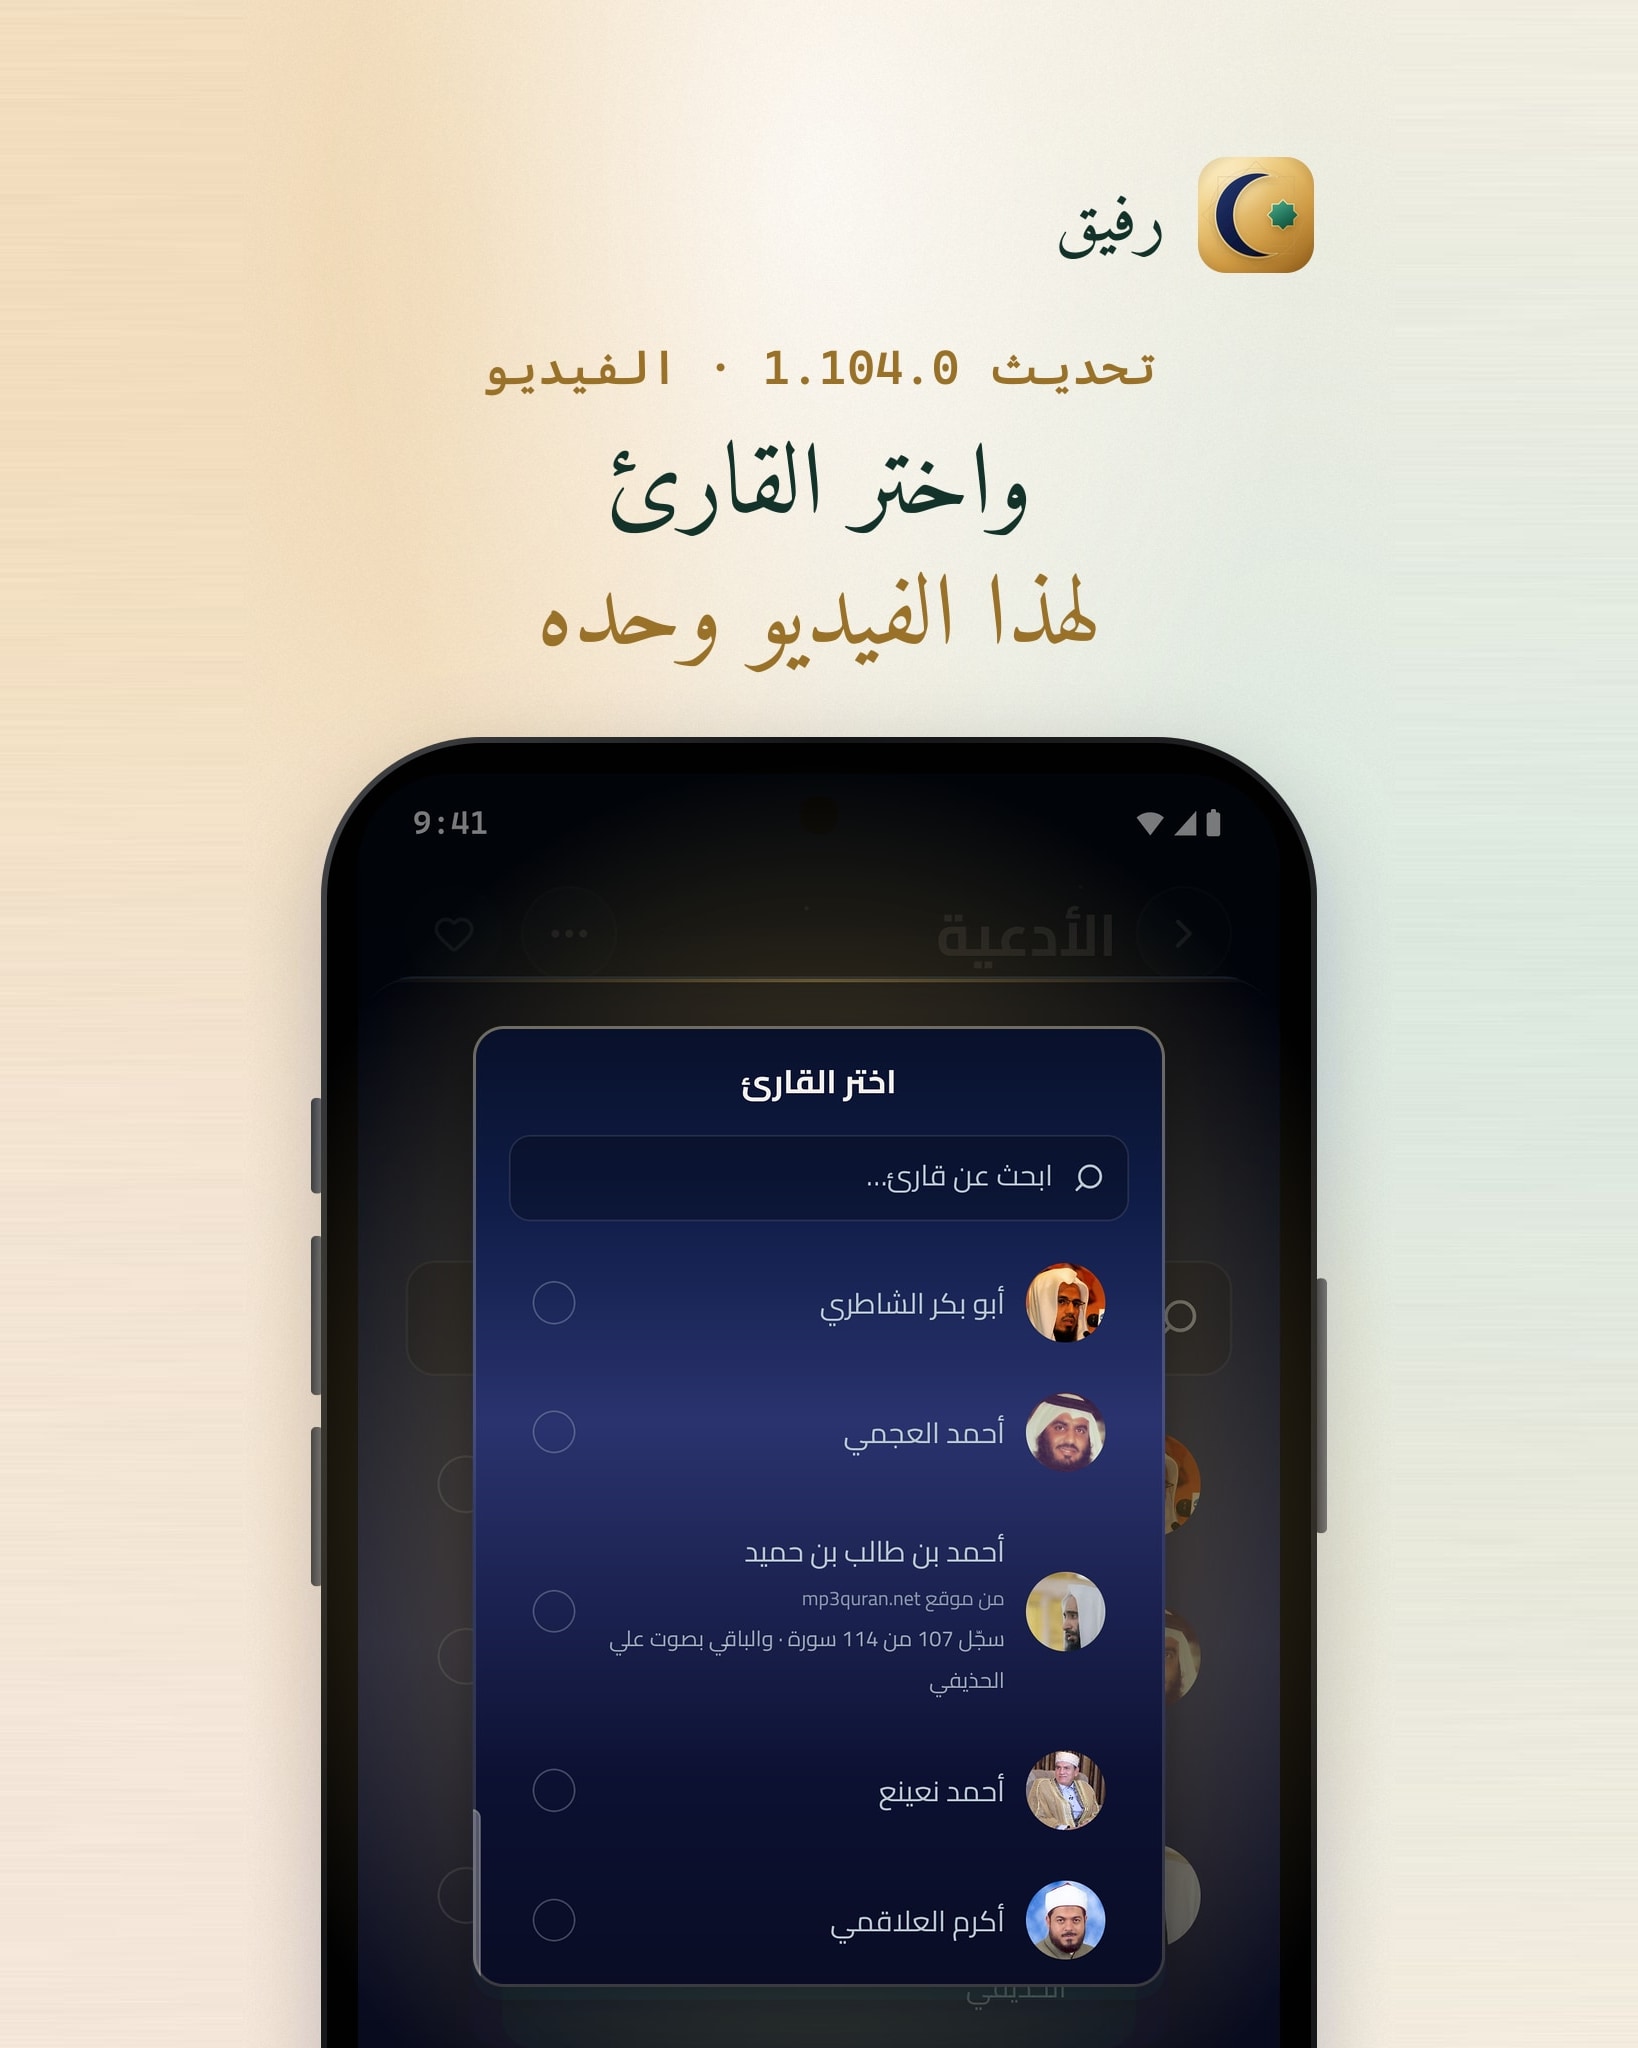 رفيق
تحديث 1.104.0 · الفيديو
واختر القارئ
لهذا الفيديو وحده
9:41
الأدعية
اختر القارئ
ابحث عن قارئ...
أبو بكر الشاطري
أحمد العجمي
أحمد بن طالب بن حميد
من موقع mp3quran.net
سجّل 107 من 114 سورة · والباقي بصوت علي
الحذيفي
أحمد نعينع
أكرم العلاقمي
الحذيفي